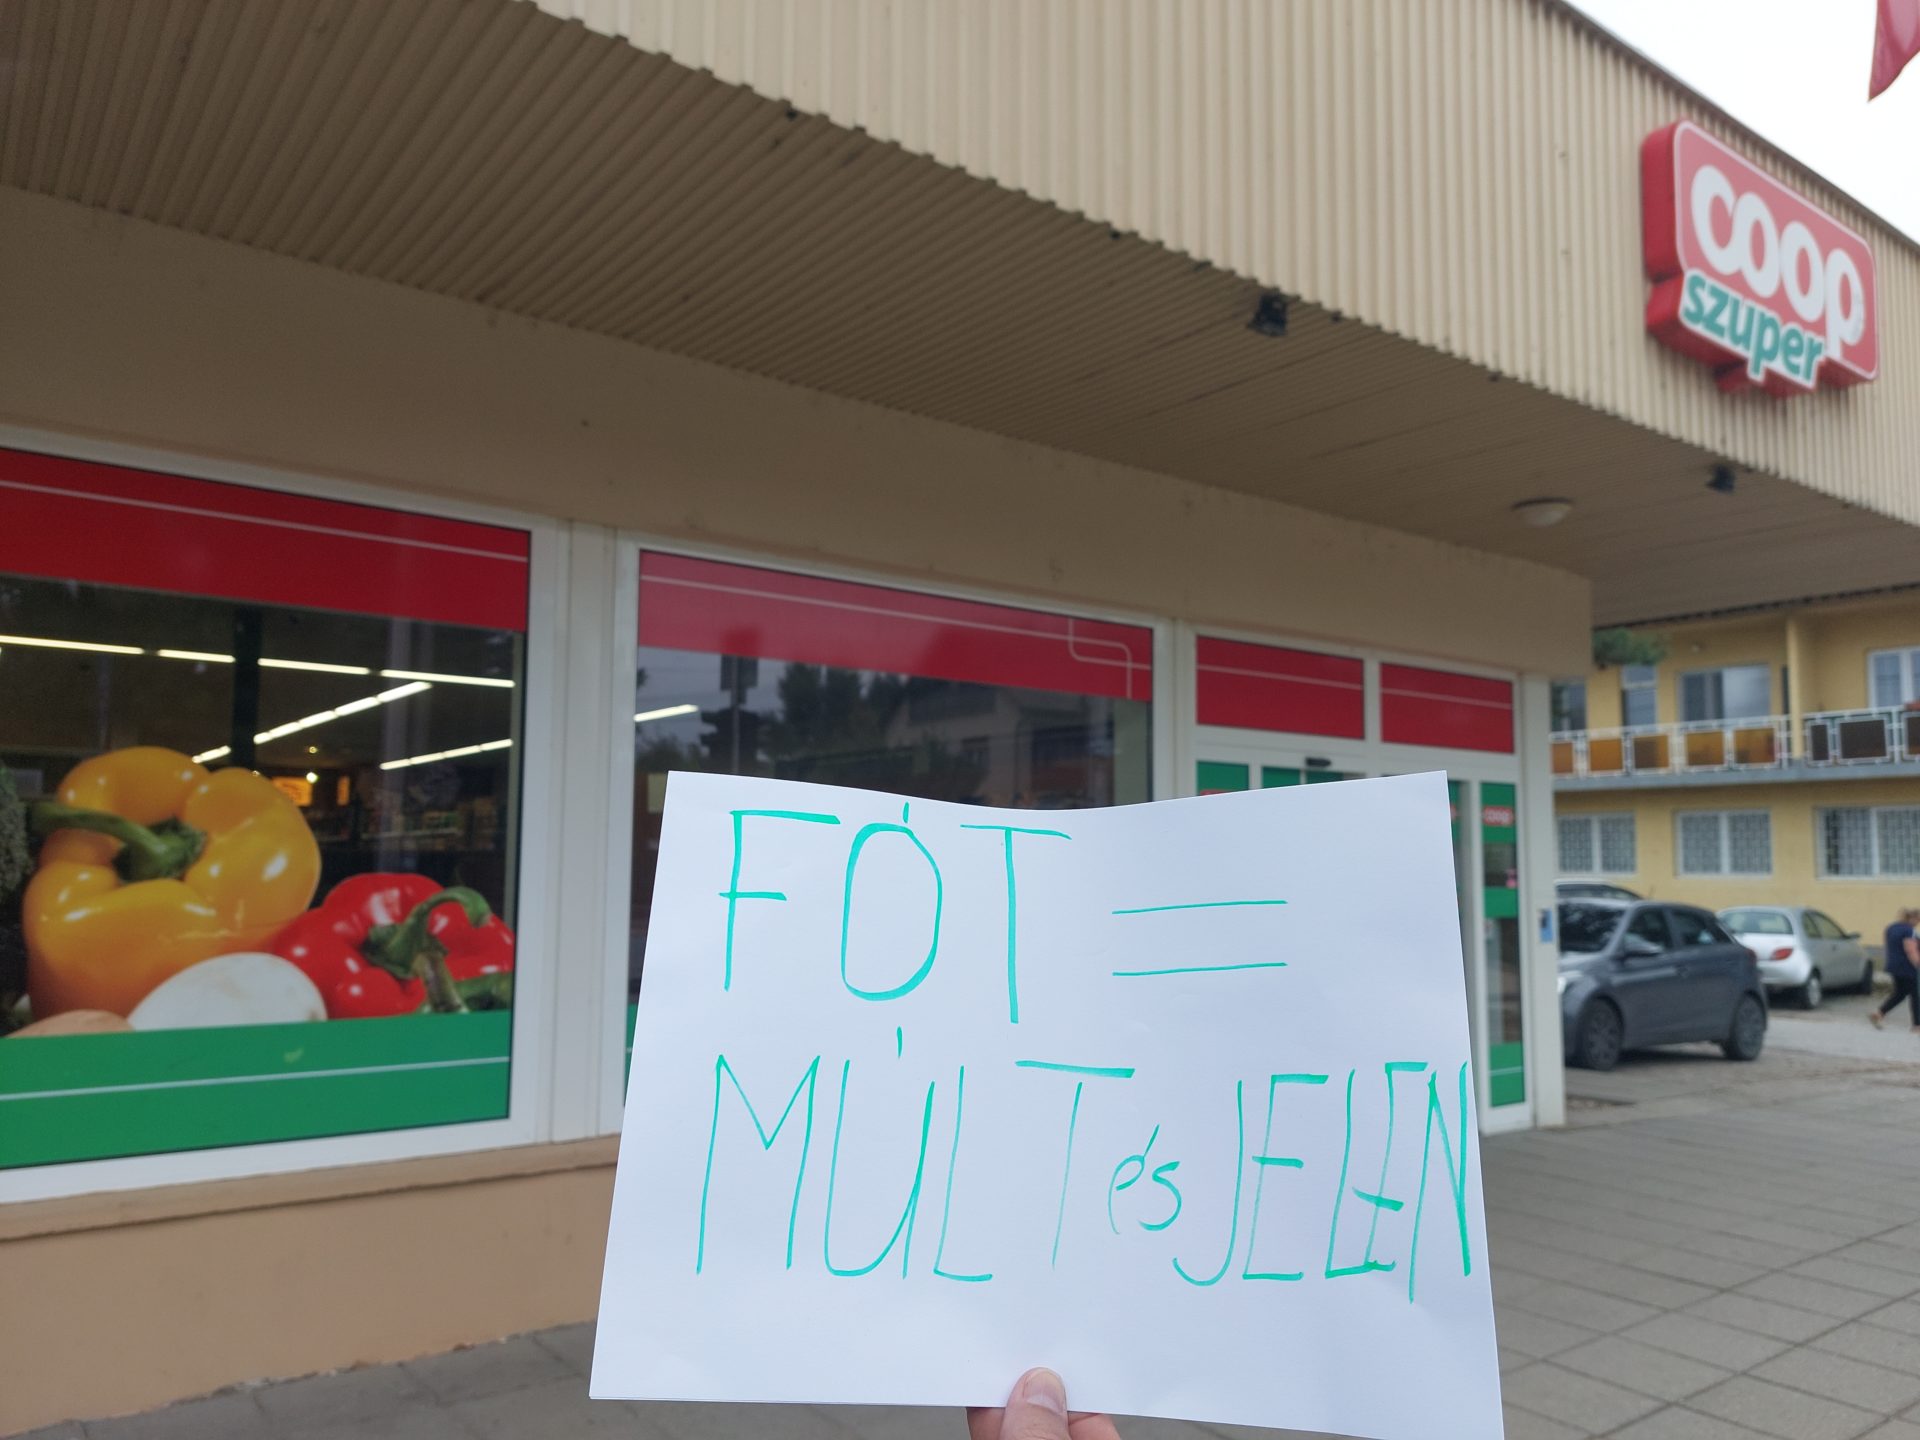 coop
szuper
coop
FÓT =
MÚLT és JELEN